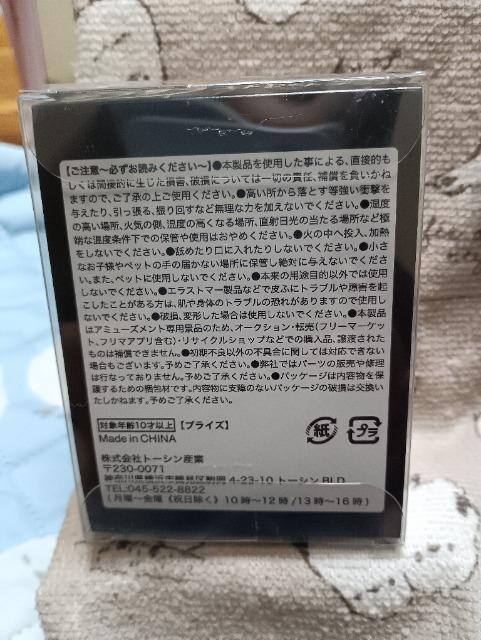 【ご注意～必ずお読みください～】●本製品を使用した事による、直接的も
しくは間接的に生じた損害、破損については一切の責任、補償を負いかね
ますので、ご了承の上ご使用ください。●高い所から落とす等強い衝撃を
与えたり、引っ張る、振り回すなど無理な力を加えないでください。●温度
の高い場所、火気の側、湿度の高くなる場所、直射日光の当たる場所など極
端な温度条件下での保管や使用はおやめください。●火の中へ投入、加熱
をしないでください。●舐めたり口に入れたりしないでください。●小さ
なお子様やペットの手の届かない場所に保管し絶対に与えないでくださ
い。また、ペットに使用しないでください。●本来の用途目的以外では使用
しないでください。●エラストマー製品などで皮ふにトラブルや障害を起
こしたことがある方は、肌や身体のトラブルの恐れがありますので使用し
ないでください。●破損、変形した場合は使用しないでください。●本製品
はアミューズメント専用景品のため、オークション・転売(フリーマーケッ
ト、フリマアプリ含む)・リサイクルショップなどでの購入品、譲渡された
ものは補償できません。●初期不良以外の不具合に関しては対応できない
場合もございます。予めご了承ください。●弊社ではパーツの販売や修理
は行なっておりません。予めご了承ください。●パッケージは内容物を保
護するための梱包材です。内容物に支障のないパッケージの破損は交換い
たしかねます。予めご了承ください。
対象年齢10才以上【プライズ】
Made in CHINA
紙 プラ
株式会社トーシン産業
〒230-0071
神奈川県横浜市鶴見区駒岡 4-23-10 トーシン BLD.
TEL:045-522-8822
(月曜～金曜《祝日除く》10時～12時/13時～16時)